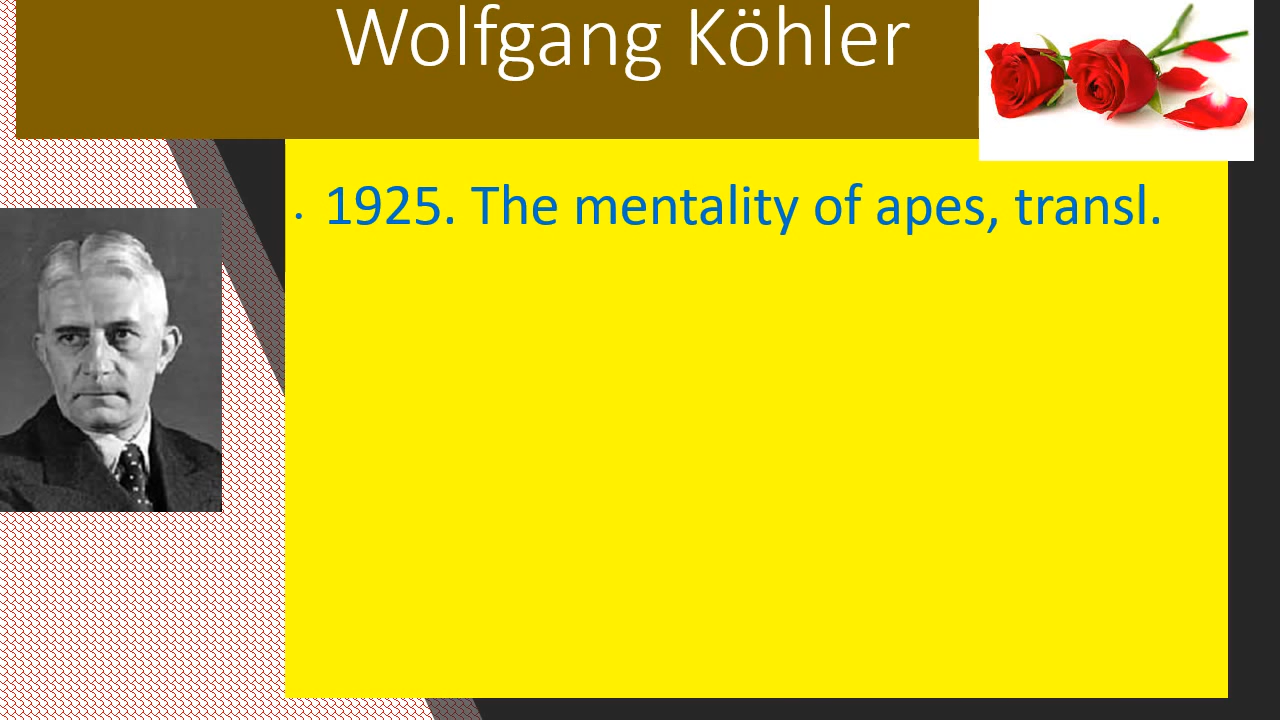 Wolfgang Köhler
• 1925. The mentality of apes, transl.